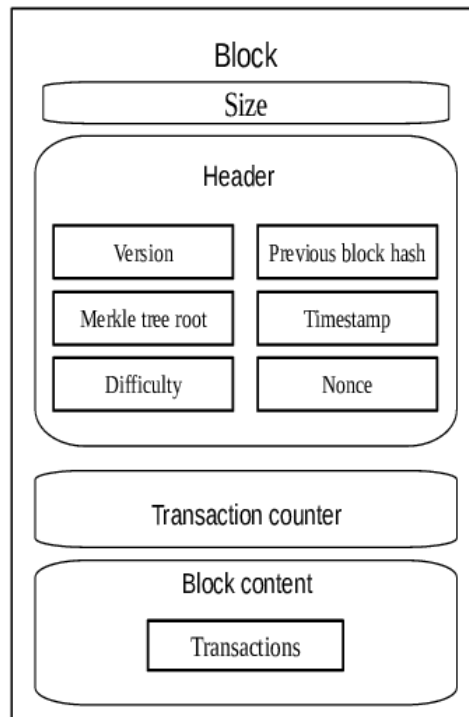 Block
Size
Header
Version
Previous block hash
Merkle tree root
Timestamp
Difficulty
Nonce
Transaction counter
Block content
Transactions